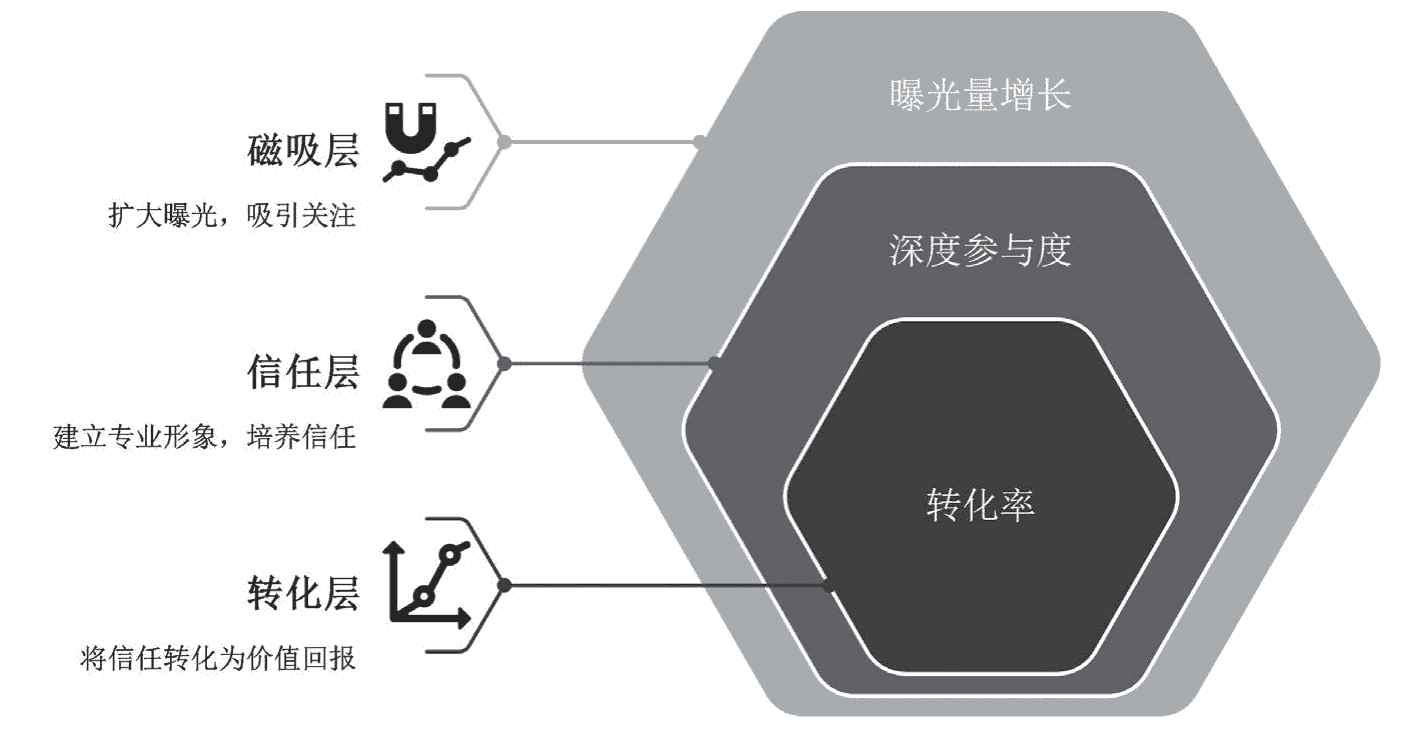 曝光量增长
磁吸层
扩大曝光，吸引关注
深度参与度
信任层
建立专业形象，培养信任
转化率
转化层
将信任转化为价值回报